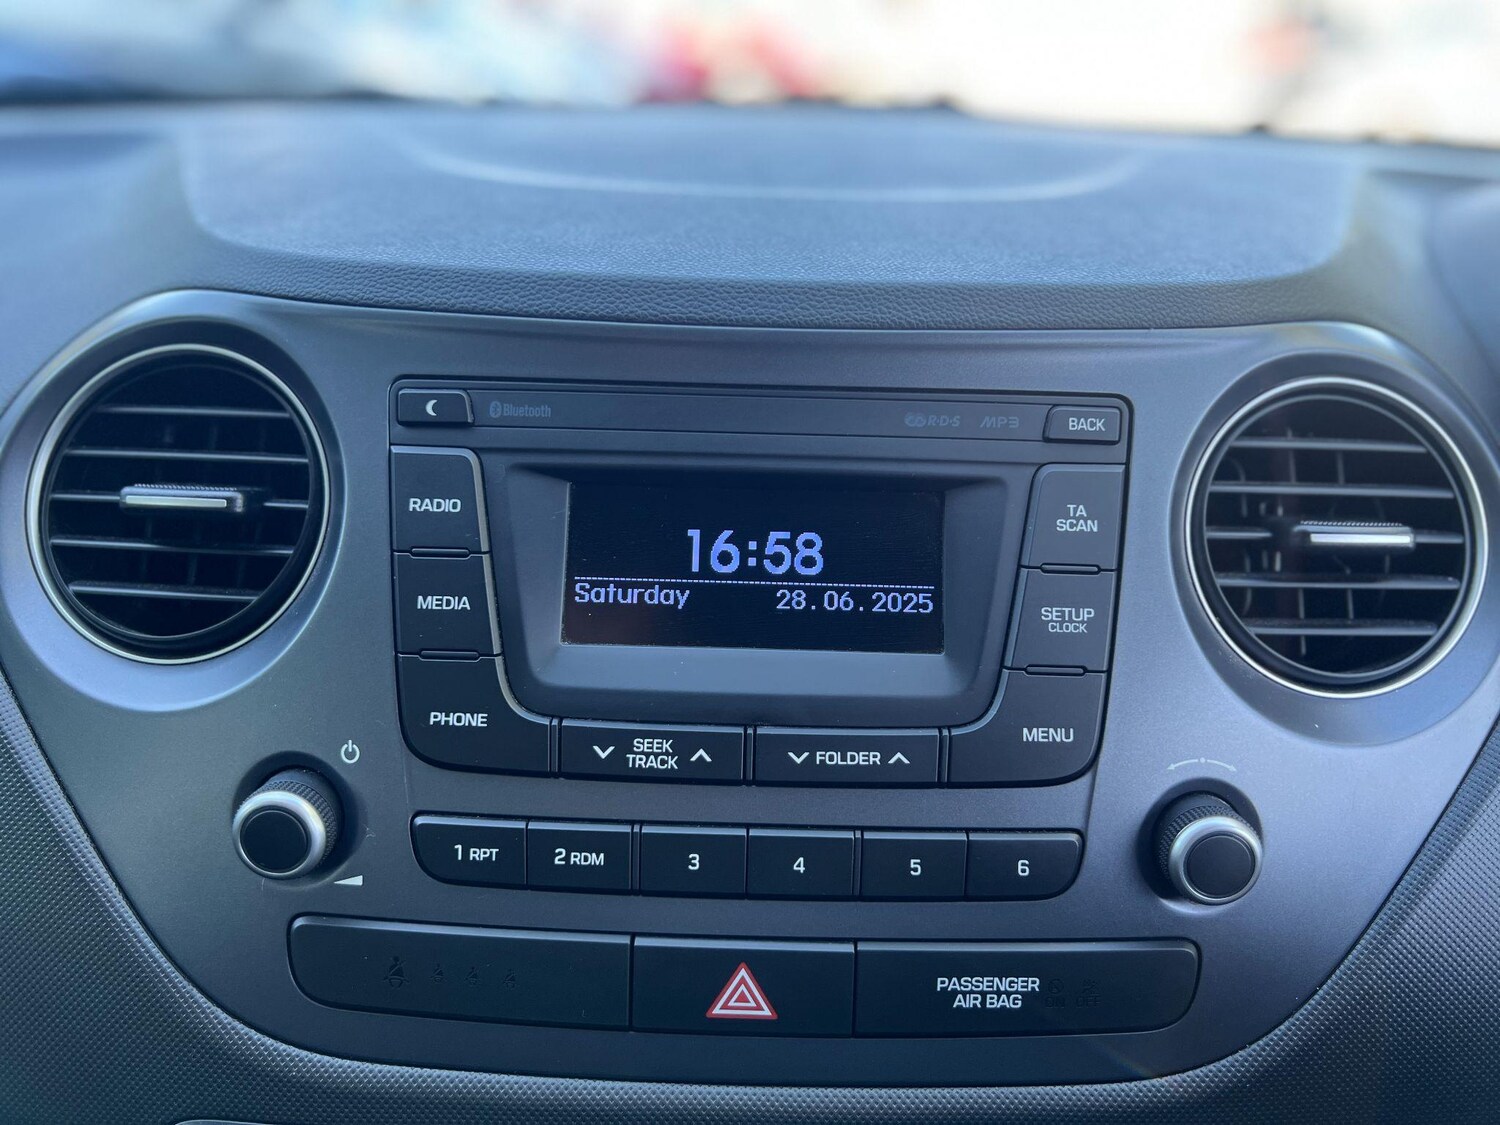 Bluetooth
R·D·S MP3
BACK
RADIO
MEDIA
PHONE
16:58
Saturday 28.06.2025
TA
SCAN
SETUP
CLOCK
MENU
SEEK
TRACK
FOLDER
1 RPT
2 RDM
3
4
5
6
PASSENGER
AIR BAG
OFF